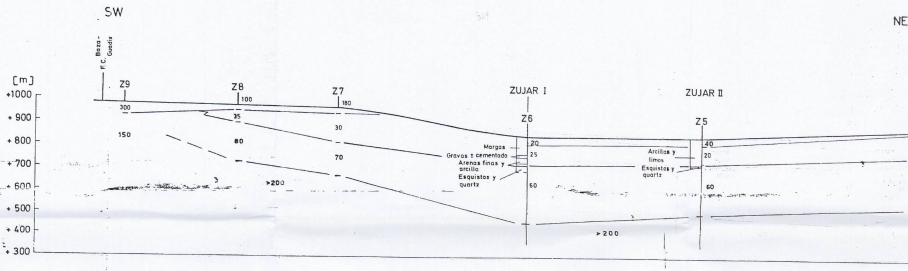 SW
NE
Baza-
F.C. Guadix
[m]
+1000
+ 900
+ 800
+ 700
+ 600
+ 500
+ 400
+ 300
Z9
Z8
Z7
ZUJAR I
Z6
ZUJAR II
Z5
300
150
100
35
80
180
30
70
>200
Margas
Gravas ± cementado
Arenas finas y
arcilla
Esquistos y
quartz
20
25
60
Arcillas y
limos
Esquistos y
quartz
40
20
60
>200
?
?
?